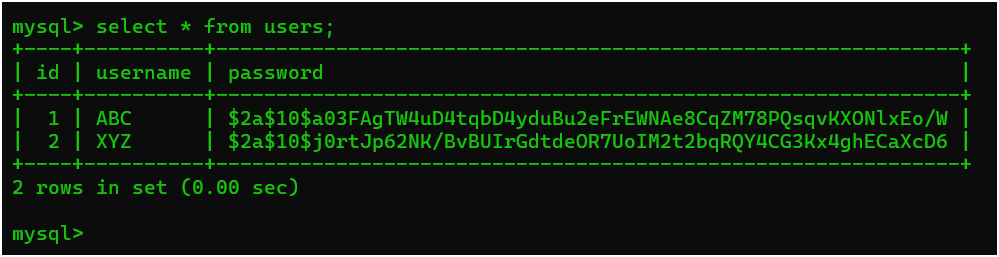 mysql> select * from users;
+----+----------+--------------------------------------------------------------+
| id | username | password                                                     |
+----+----------+--------------------------------------------------------------+
|  1 | ABC      | $2a$10$a03FAgTW4uD4tqbD4yduBu2eFrEWNAe8CqZM78PQsqvKXONlxEo/W |
|  2 | XYZ      | $2a$10$j0rtJp62NK/BvBUIrGdtdeOR7UoIM2t2bqRQY4CG3Kx4ghECaXcD6 |
+----+----------+--------------------------------------------------------------+
2 rows in set (0.00 sec)
mysql>